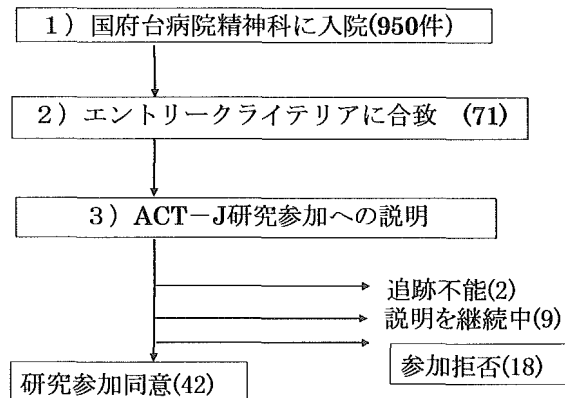 1）国府台病院精神科に入院(950件)
2）エントリークライテリアに合致 (71)
3）ACT－J研究参加への説明
追跡不能(2)
説明を継続中(9)
参加拒否(18)
研究参加同意(42)